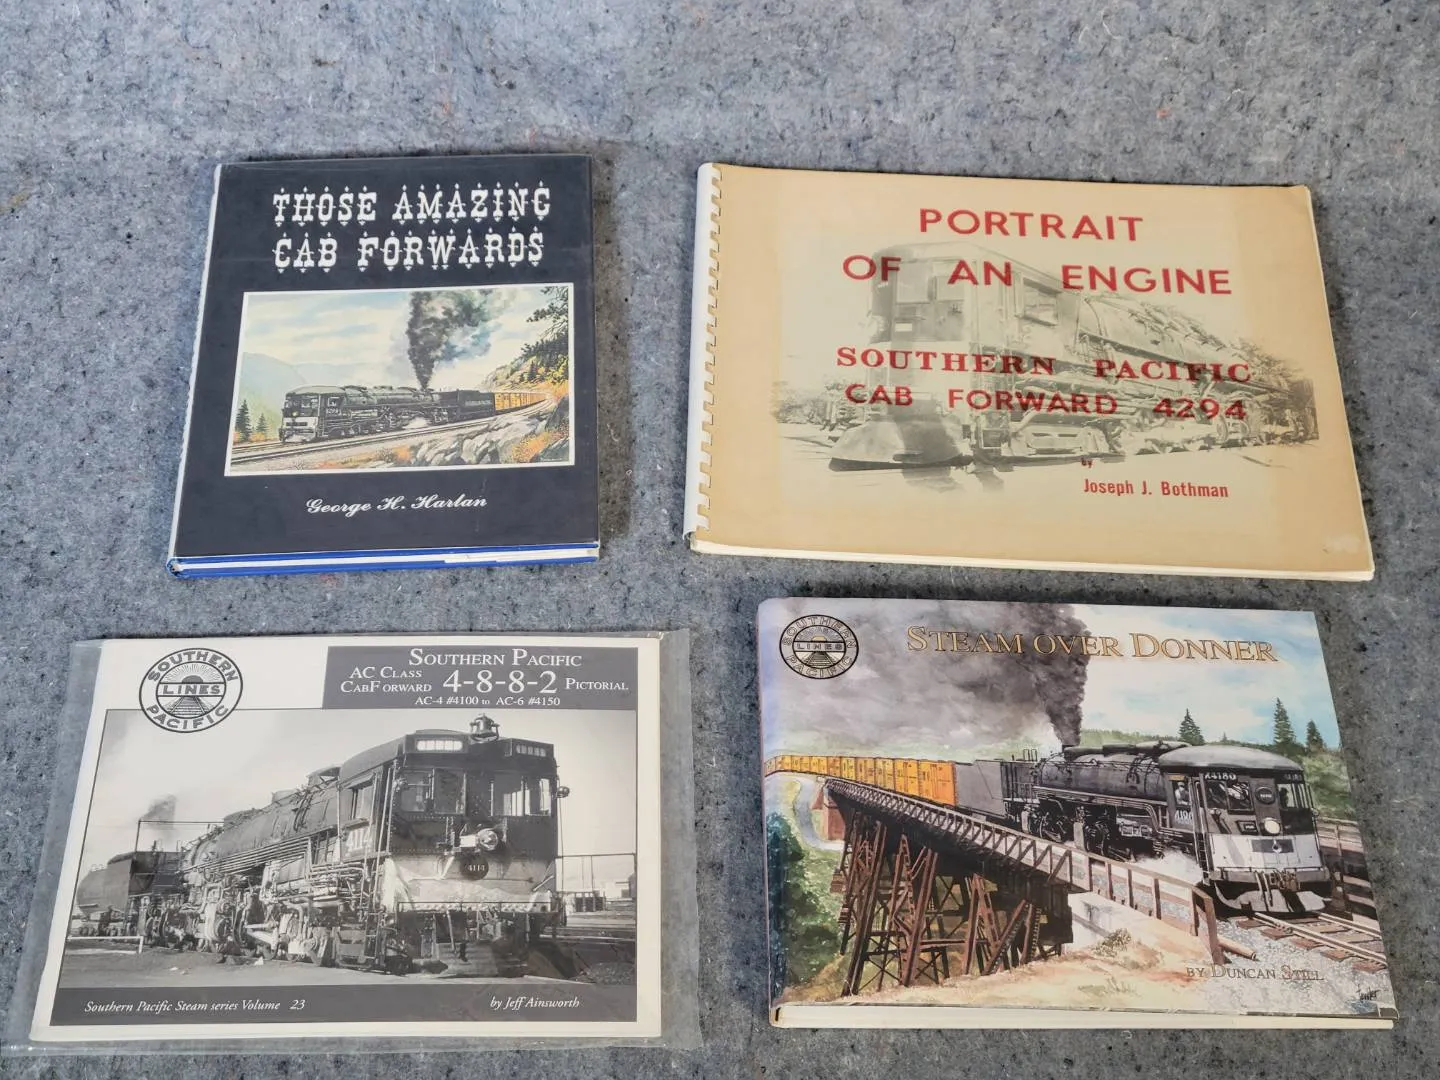 THOSE AMAZING
CAB FORWARDS
George H. Harlan
PORTRAIT
OF AN ENGINE
SOUTHERN PACIFIC
CAB FORWARD 4294
by
Joseph J. Bothman
SOUTHERN
LINES
PACIFIC
SOUTHERN PACIFIC
AC CLASS
CABFORWARD
4-8-8-2
PICTORIAL
AC-4 #4100 to AC-6 #4150
4114
4114
Southern Pacific Steam series Volume 23
by Jeff Ainsworth
SOUTHERN
LINES
PACIFIC
STEAM OVER DONNER
X4180
4180
BY DUNCAN STILL